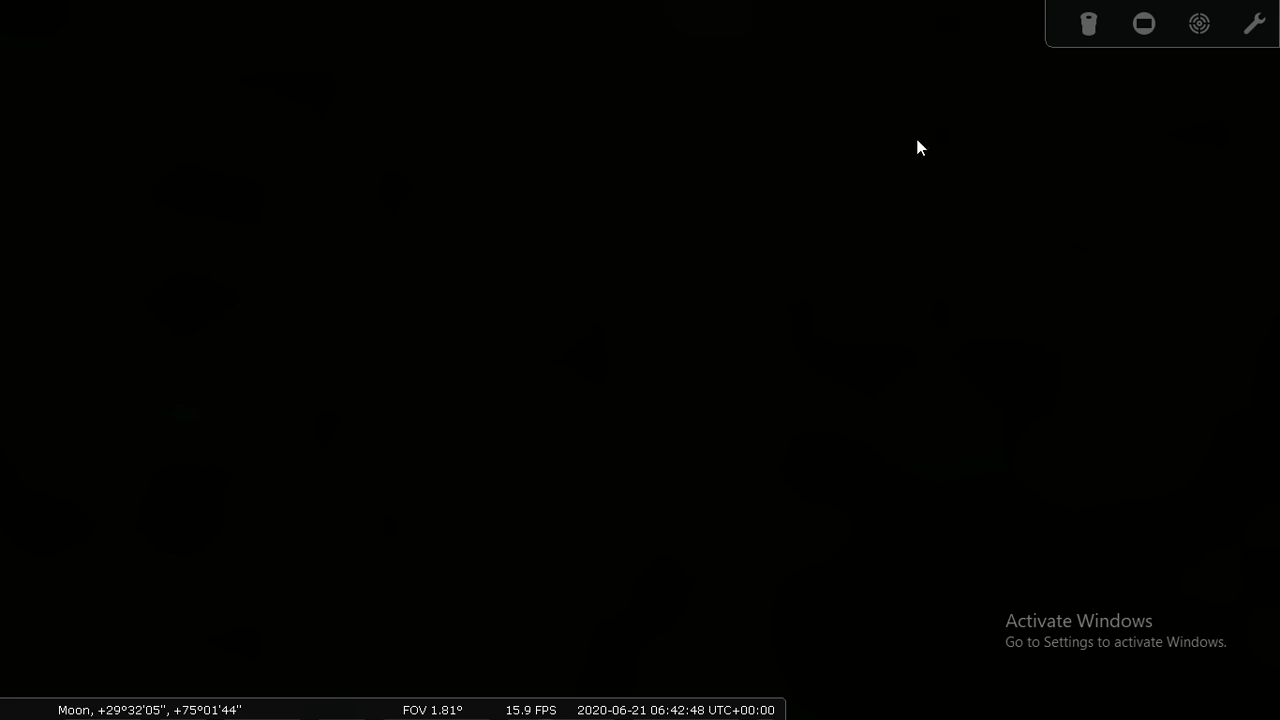 Activate Windows
Go to Settings to activate Windows.
Moon, +29°32'05", +75°01'44" FOV 1.81° 15.9 FPS 2020-06-21 06:42:48 UTC+00:00